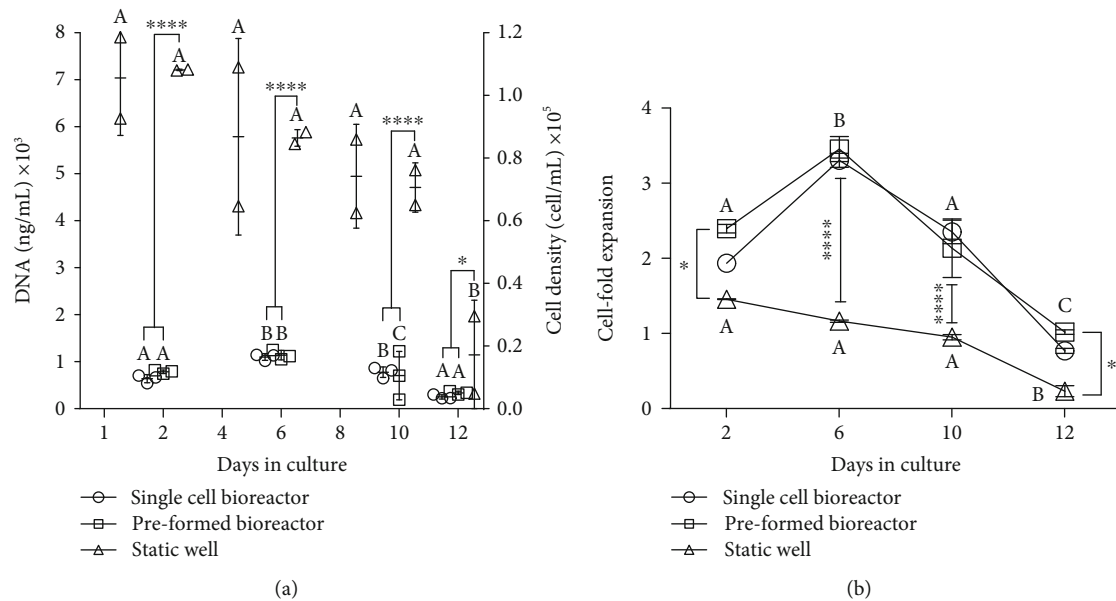 8
7
6
5
4
3
2
1
0
DNA (ng/mL) ×10³
1.2
1.0
0.8
0.6
0.4
0.2
0.0
Cell density (cell/mL) ×10⁵
A
****
A
A
****
A
A
****
A
*
B
A A
B B
B C
A A
1 2 4 6 8 10 12
Days in culture
Single cell bioreactor
Pre-formed bioreactor
Static well
(a)
4
3
2
1
0
Cell-fold expansion
B
A
A
*
****
****
A
A
A
C
B
*
2 6 10 12
Days in culture
Single cell bioreactor
Pre-formed bioreactor
Static well
(b)